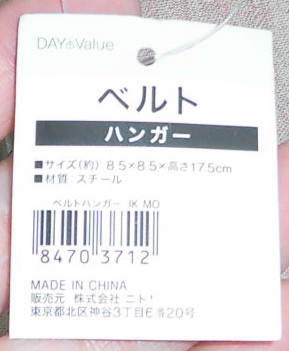 DAY Value
ベルト
ハンガー
■サイズ(約) 8.5×8.5×高さ17.5cm
■材質:スチール
ベルトハンガー IK MO
8470 3712
MADE IN CHINA
販売元 株式会社 ニト
東京都北区神谷3丁目6番20号